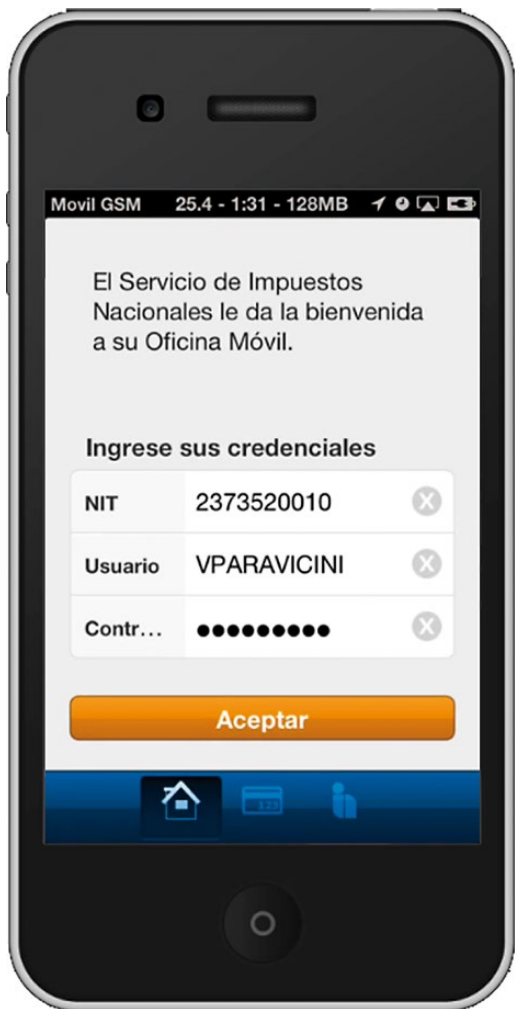 Movil GSM 25.4 - 1:31 - 128MB
El Servicio de Impuestos
Nacionales le da la bienvenida
a su Oficina Móvil.
Ingrese sus credenciales
NIT 2373520010
Usuario VPARAVICINI
Contr... ●●●●●●●●●
Aceptar
123